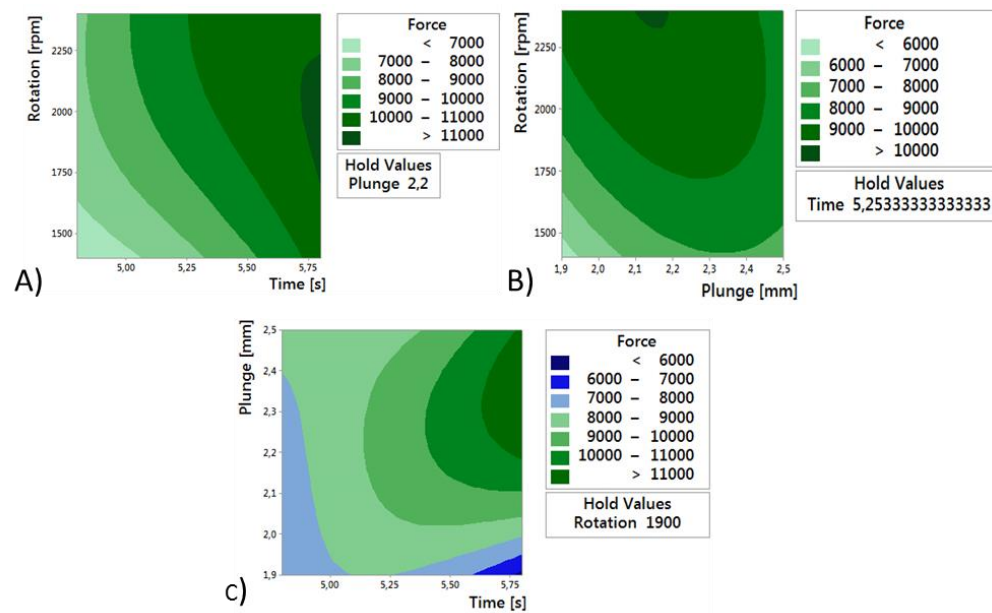 Rotation [rpm]
2250
2000
1750
1500
5,00
5,25
5,50
5,75
Time [s]
A)
Force
< 7000
7000 – 8000
8000 – 9000
9000 – 10000
10000 – 11000
> 11000
Hold Values
Plunge 2,2
Rotation [rpm]
2250
2000
1750
1500
1,9
2,0
2,1
2,2
2,3
2,4
2,5
Plunge [mm]
B)
Force
< 6000
6000 – 7000
7000 – 8000
8000 – 9000
9000 – 10000
> 10000
Hold Values
Time 5,25333333333333
Plunge [mm]
2,5
2,4
2,3
2,2
2,1
2,0
1,9
5,00
5,25
5,50
5,75
Time [s]
C)
Force
< 6000
6000 – 7000
7000 – 8000
8000 – 9000
9000 – 10000
10000 – 11000
> 11000
Hold Values
Rotation 1900